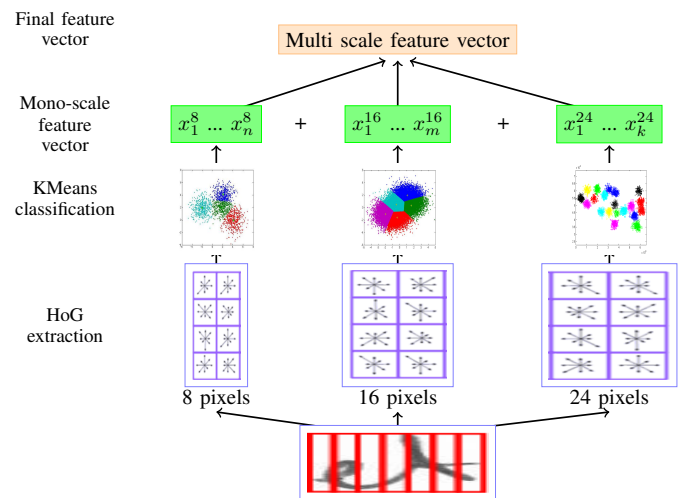 Final feature
vector
Multi scale feature vector
Mono-scale
feature
vector
x_1^8 ... x_n^8 + x_1^16 ... x_m^16 + x_1^24 ... x_k^24
KMeans
classification
HoG
extraction
8 pixels 16 pixels 24 pixels